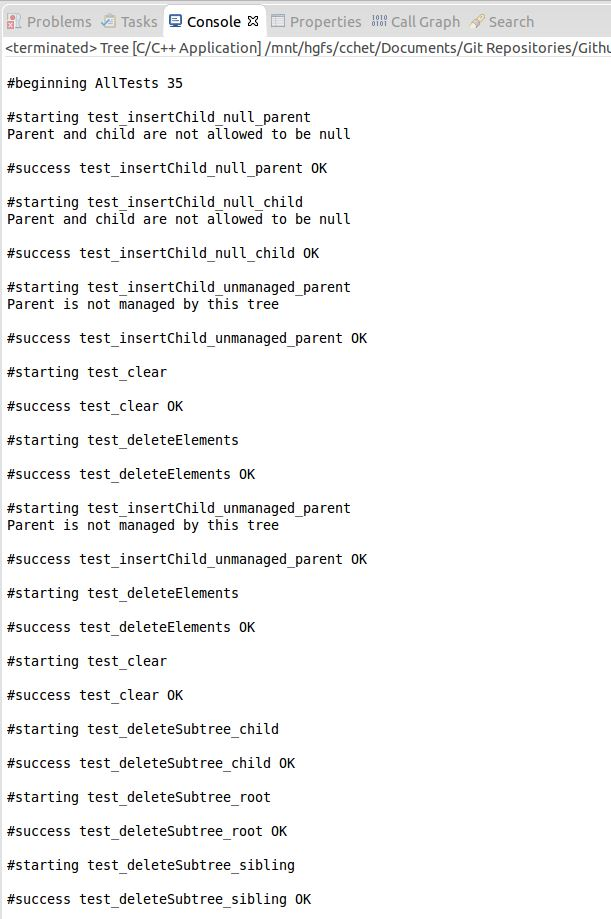 Problems Tasks Console Properties 1010 0101 Call Graph Search
<terminated> Tree [C/C++ Application] /mnt/hgfs/cchet/Documents/Git Repositories/Githu
#beginning AllTests 35
#starting test_insertChild_null_parent
Parent and child are not allowed to be null
#success test_insertChild_null_parent OK
#starting test_insertChild_null_child
Parent and child are not allowed to be null
#success test_insertChild_null_child OK
#starting test_insertChild_unmanaged_parent
Parent is not managed by this tree
#success test_insertChild_unmanaged_parent OK
#starting test_clear
#success test_clear OK
#starting test_deleteElements
#success test_deleteElements OK
#starting test_insertChild_unmanaged_parent
Parent is not managed by this tree
#success test_insertChild_unmanaged_parent OK
#starting test_deleteElements
#success test_deleteElements OK
#starting test_clear
#success test_clear OK
#starting test_deleteSubtree_child
#success test_deleteSubtree_child OK
#starting test_deleteSubtree_root
#success test_deleteSubtree_root OK
#starting test_deleteSubtree_sibling
#success test_deleteSubtree_sibling OK